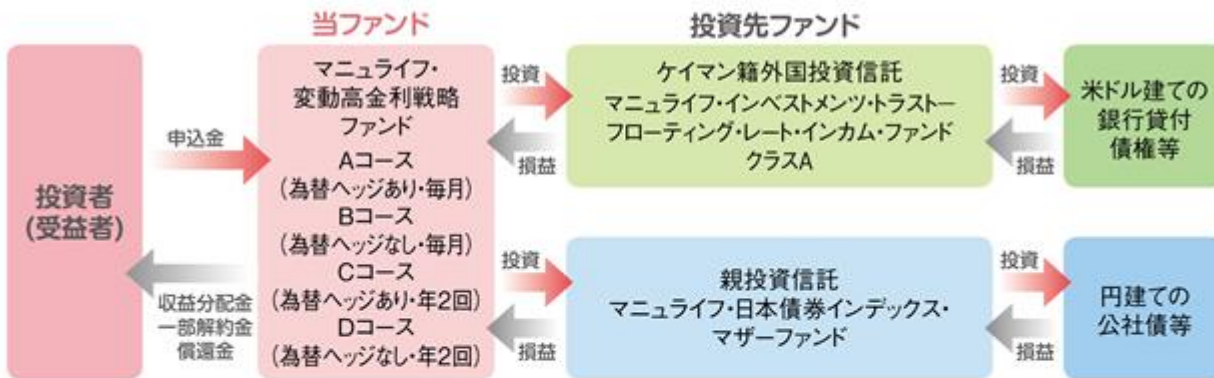 当ファンド
投資先ファンド
投資者
(受益者)
申込金
収益分配金
一部解約金
償還金
マニュライフ・
変動高金利戦略
ファンド
Aコース
(為替ヘッジあり・毎月)
Bコース
(為替ヘッジなし・毎月)
Cコース
(為替ヘッジあり・年2回)
Dコース
(為替ヘッジなし・年2回)
投資
損益
ケイマン籍外国投資信託
マニュライフ・インベストメンツ・トラストー
フローティング・レート・インカム・ファンド
クラスA
投資
損益
米ドル建ての
銀行貸付
債権等
投資
損益
親投資信託
マニュライフ・日本債券インデックス・
マザーファンド
投資
損益
円建ての
公社債等